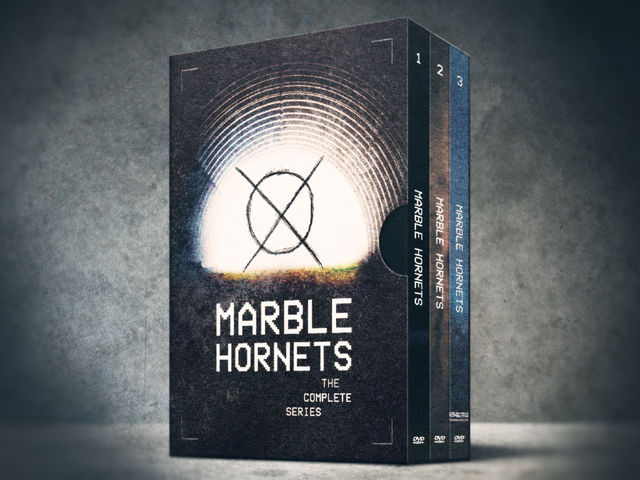 MARBLE
HORNETS
THE
COMPLETE
SERIES
1
MARBLE HORNETS
DVD
2
MARBLE HORNETS
DVD
3
MARBLE HORNETS
DVD